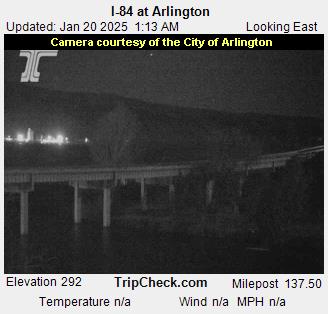 I-84 at Arlington
Updated: Jan 20 2025 1:13 AM Looking East
Camera courtesy of the City of Arlington
Elevation 292 TripCheck.com Milepost 137.50
Temperature n/a Wind n/a MPH n/a